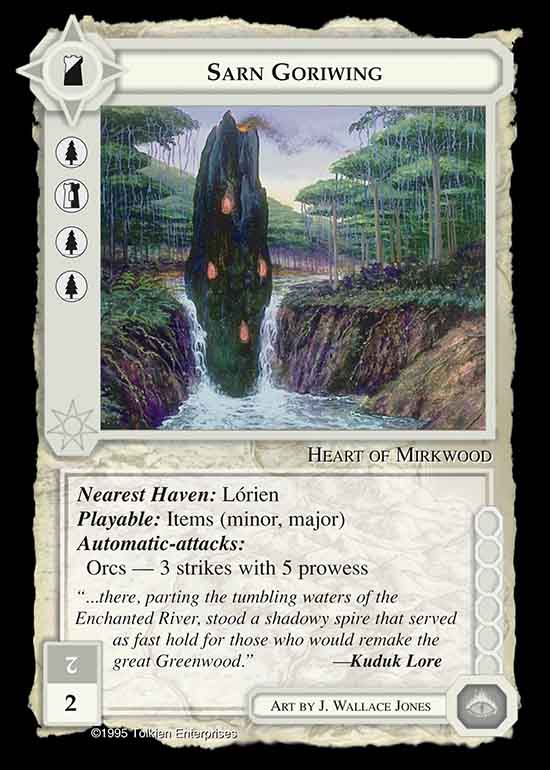 Sarn Goriwing
Heart of Mirkwood
Nearest Haven: Lórien
Playable: Items (minor, major)
Automatic-attacks:
Orcs — 3 strikes with 5 prowess
“...there, parting the tumbling waters of the
Enchanted River, stood a shadowy spire that served
as fast hold for those who would remake the
great Greenwood.” —Kuduk Lore
2
2
Art by J. Wallace Jones
©1995 Tolkien Enterprises